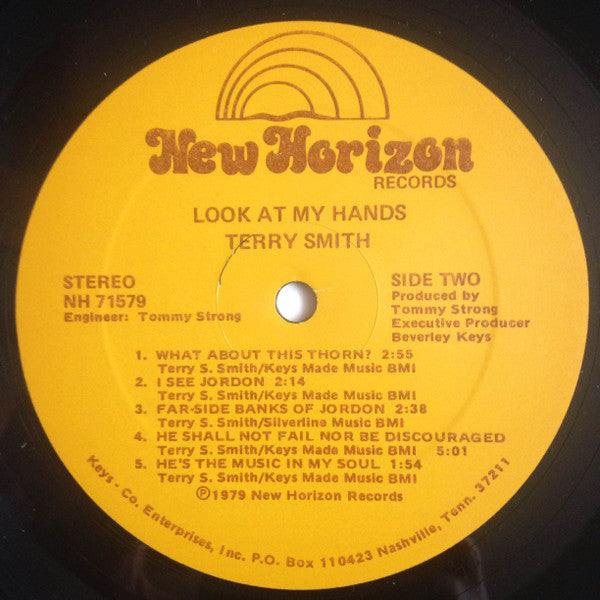 New Horizon
RECORDS
LOOK AT MY HANDS
TERRY SMITH
STEREO
NH 71579
Engineer: Tommy Strong
SIDE TWO
Produced by
Tommy Strong
Executive Producer
Beverley Keys
1. WHAT ABOUT THIS THORN? 2:55
Terry S. Smith/Keys Made Music BMI
2. I SEE JORDON 2:14
Terry S. Smith/Keys Made Music BMI
3. FAR-SIDE BANKS OF JORDON 2:38
Terry S. Smith/Silverline Music BMI
4. HE SHALL NOT FAIL NOR BE DISCOURAGED
Terry S. Smith/Keys Made Music BMI 5:01
5. HE'S THE MUSIC IN MY SOUL 1:54
Terry S. Smith/Keys Made Music BMI
Ⓟ1979 New Horizon Records
Keys - Co. Enterprises, Inc. P.O. Box 110423 Nashville, Tenn. 37211